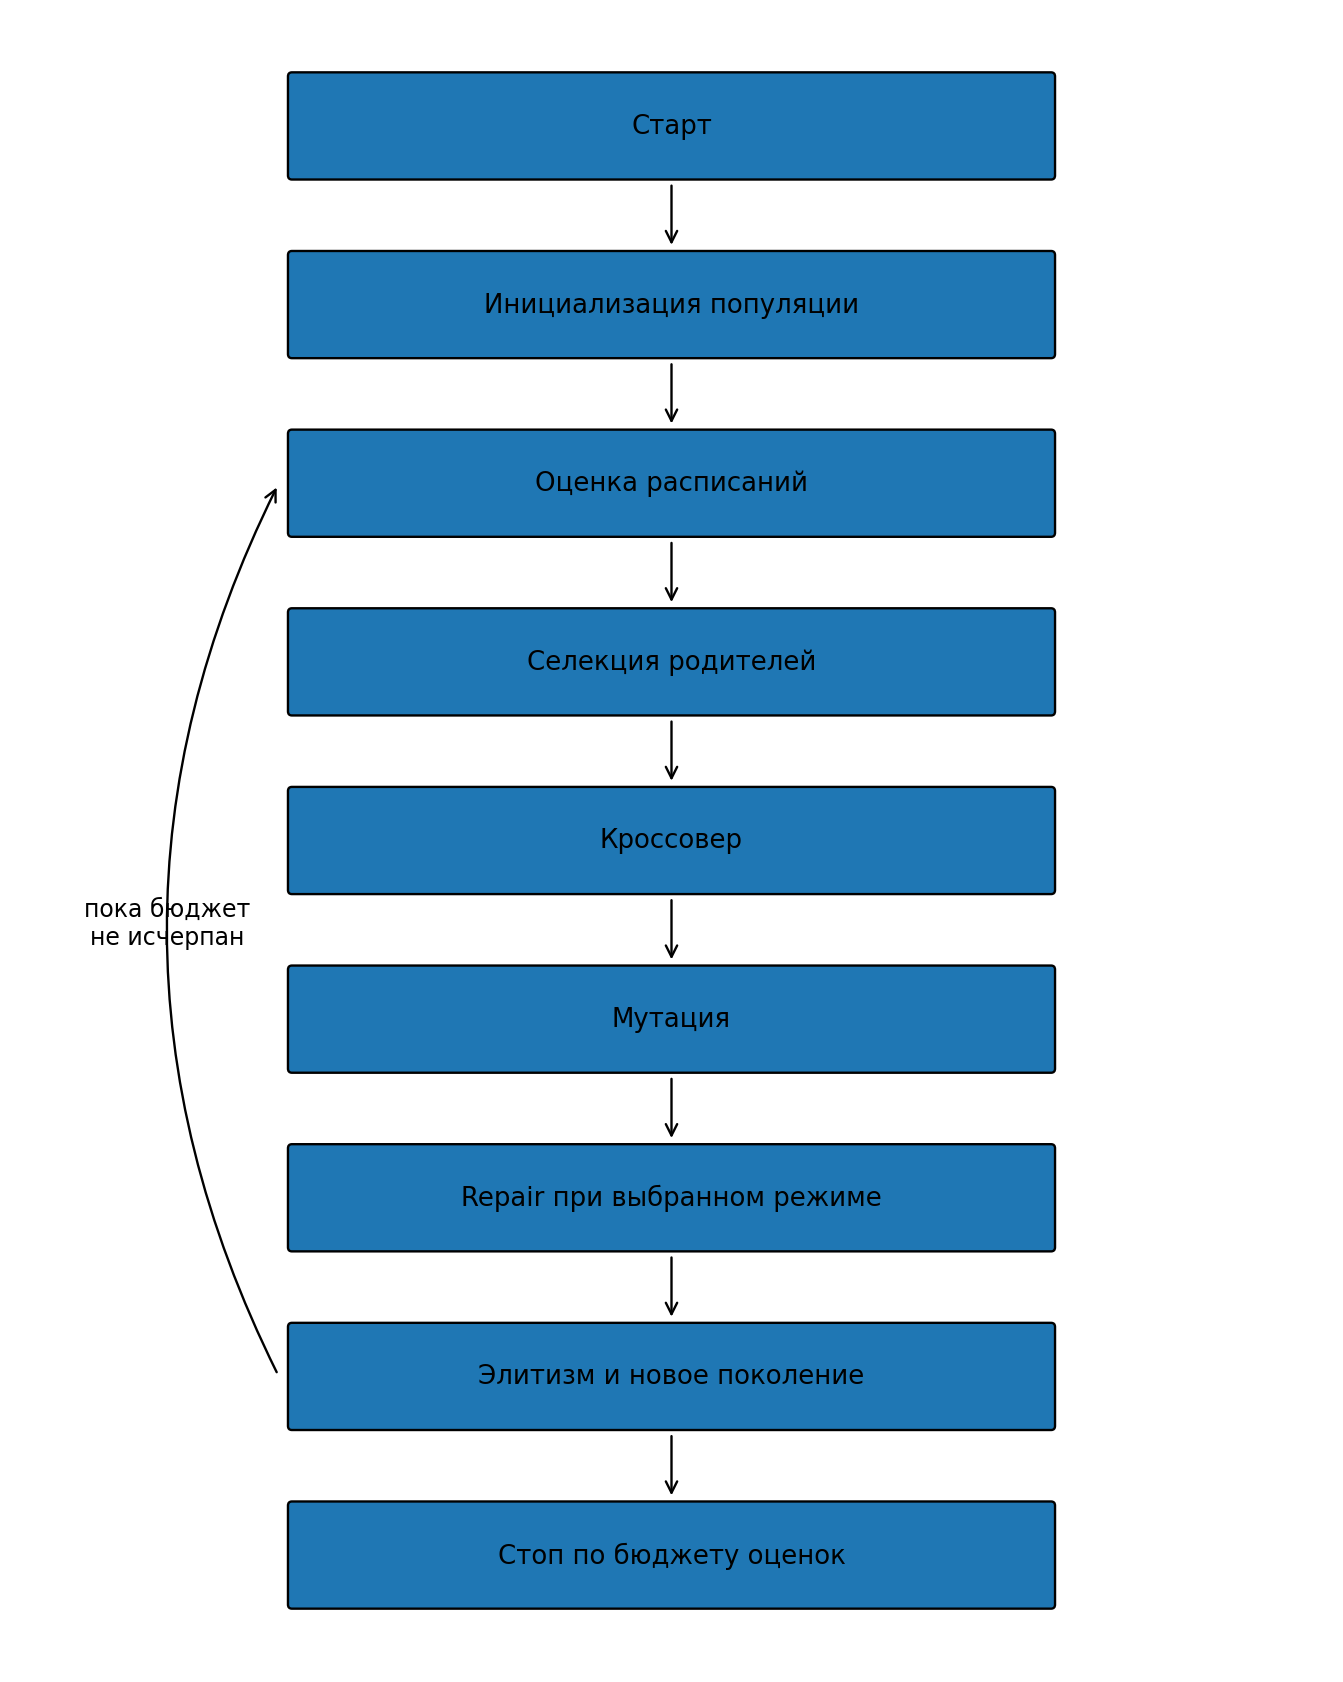 Старт
Инициализация популяции
Оценка расписаний
Селекция родителей
Кроссовер
пока бюджет
не исчерпан
Мутация
Repair при выбранном режиме
Элитизм и новое поколение
Стоп по бюджету оценок